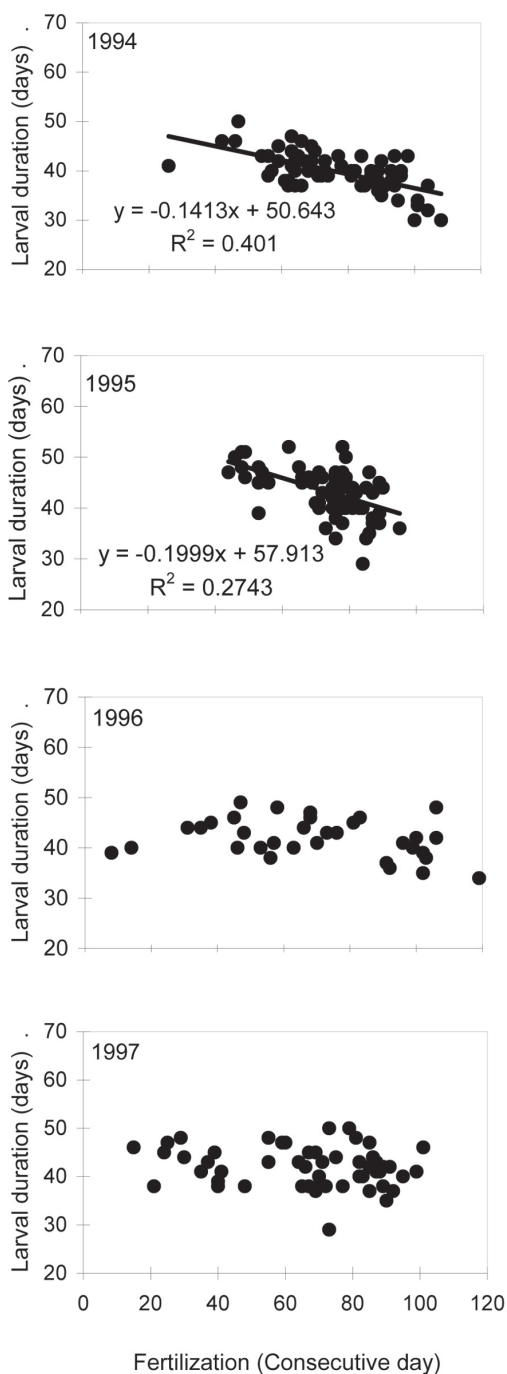 1994
Larval duration (days) .
70
60
50
40
30
20
y = -0.1413x + 50.643
R² = 0.401
1995
Larval duration (days) .
70
60
50
40
30
20
y = -0.1999x + 57.913
R² = 0.2743
1996
Larval duration (days) .
70
60
50
40
30
20
1997
Larval duration (days) .
70
60
50
40
30
20
0 20 40 60 80 100 120
Fertilization (Consecutive day)